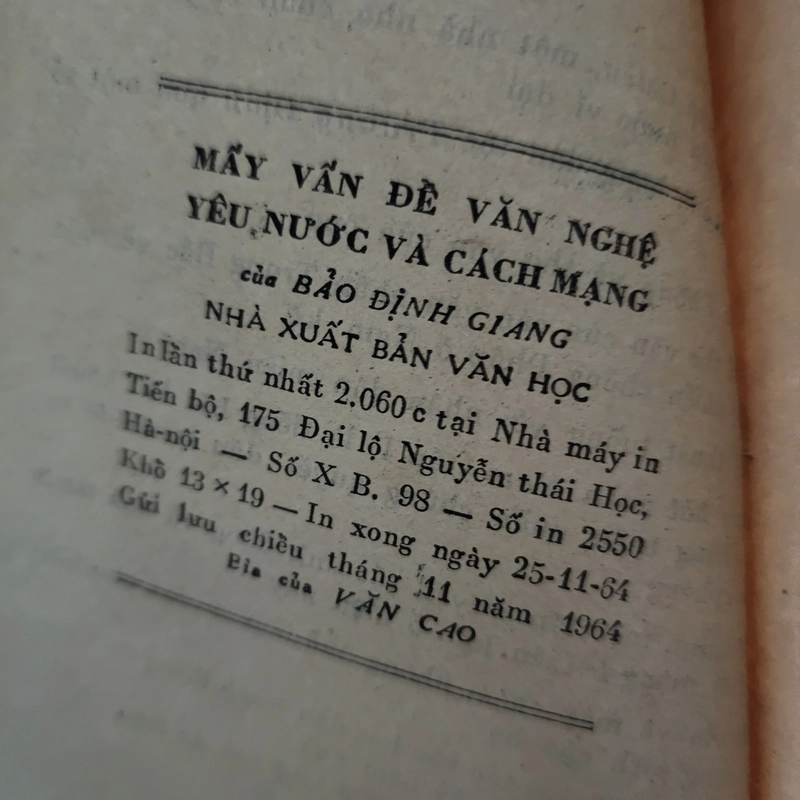 MẤY VẤN ĐỀ VĂN NGHỆ
YÊU NƯỚC VÀ CÁCH MẠNG
của BẢO ĐỊNH GIANG
NHÀ XUẤT BẢN VĂN HỌC
In lần thứ nhất 2.060 c tại Nhà máy in
Tiến bộ, 175 Đại lộ Nguyễn thái Học,
Hà-nội — Số X B. 98 — Số in 2550
Khổ 13 × 19 — In xong ngày 25-11-64
Gửi lưu chiểu tháng 11 năm 1964
Bìa của VĂN CAO